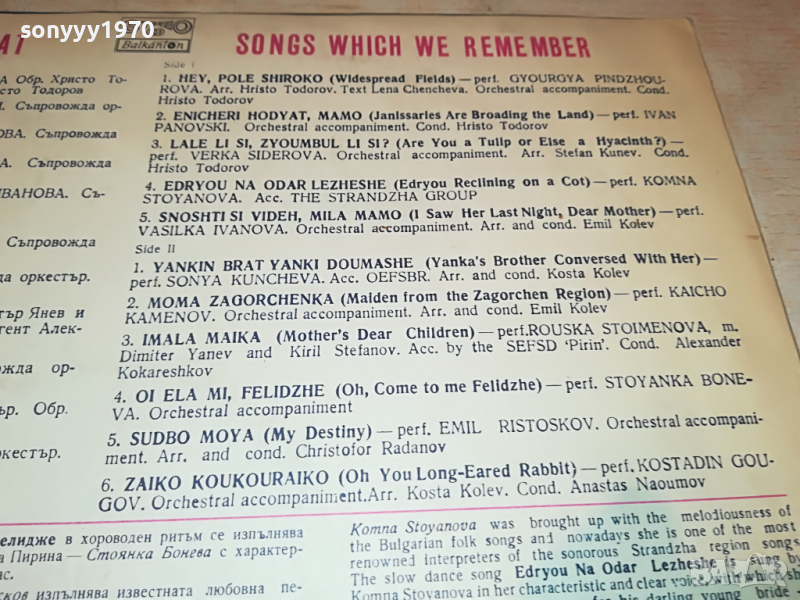 sonyyy1970
Balkanton
АТ SONGS WHICH WE REMEMBER
А Обр. Христо То-
сто Тодоров
Съпровожда ор-
ОВА. Съпровожда
А. Съпровожда
ИВАНОВА. Съ-
Съпровожда
да оркестър.
тър Янев и
гент Алек-
ожда ор-
ър. Обр.
ркестър.
Side I
1. HEY, POLE SHIROKO (Widespread Fields) — perf. GYOURGYA PINDZHOU-
ROVA. Arr. Hristo Todorov. Text Lena Chencheva. Orchestral accompaniment. Cond.
Hristo Todorov
2. ENICHERI HODYAT, MAMO (Janissaries Are Broading the Land) — perf. IVAN
PANOVSKI. Orchestral accompaniment. Cond. Hristo Todorov
3. LALE LI SI, ZYOUMBUL LI SI? (Are You a Tulip or Else a Hyacinth?) —
perf. VERKA SIDEROVA. Orchestral accompaniment. Arr. Stefan Kunev. Cond.
Hristo Todorov
4. EDRYOU NA ODAR LEZHESHE (Edryou Reclining on a Cot) — perf. KOMNA
STOYANOVA. Acc. THE STRANDZHA GROUP
5. SNOSHTI SI VIDEH, MILA MAMO (I Saw Her Last Night, Dear Mother) — perf.
VASILKA IVANOVA. Orchestral accompaniment. Arr. and cond. Emil Kolev
Side II
1. YANKIN BRAT YANKI DOUMASHE (Yanka's Brother Conversed With Her) —
perf. SONYA KUNCHEVA. Acc. OEFSBR. Arr. and cond. Kosta Kolev
2. MOMA ZAGORCHENKA (Maiden from the Zagorchen Region) — perf. KAICHO
KAMENOV. Orchestral accompaniment. Arr. and cond. Emil Kolev
3. IMALA MAIKA (Mother's Dear Children) — perf. ROUSKA STOIMENOVA, m.
Dimiter Yanev and Kiril Stefanov. Acc. by the SEFSD 'Pirin'. Cond. Alexander
Kokareshkov
4. OI ELA MI, FELIDZHE (Oh, Come to me Felidzhe) — perf. STOYANKA BONE-
VA. Orchestral accompaniment
5. SUDBO MOYA (My Destiny) — perf. EMIL RISTOSKOV. Orchestral accompani-
ment. Arr. and cond. Christofor Radanov
6. ZAIKO KOUKOURAIKO (Oh You Long-Eared Rabbit) — perf. KOSTADIN GOU-
GOV. Orchestral accompaniment. Arr. Kosta Kolev. Cond. Anastas Naoumov
елидже в хороводен ритъм се изпълнява
а Пирина — Стоянка Бонева с характер-
ас.
сков изпълнява известната любовна пе-
Komna Stoyanova was brought up with the melodiousness of
the Bulgarian folk songs and nowadays she is one of the most
renowned interpreters of the sonorous Strandzha region songs.
The slow dance song Edryou Na Odar Lezheshe is sung by
Komna Stoyanova in her characteristic and clear voice, with which she
his darling young bride -